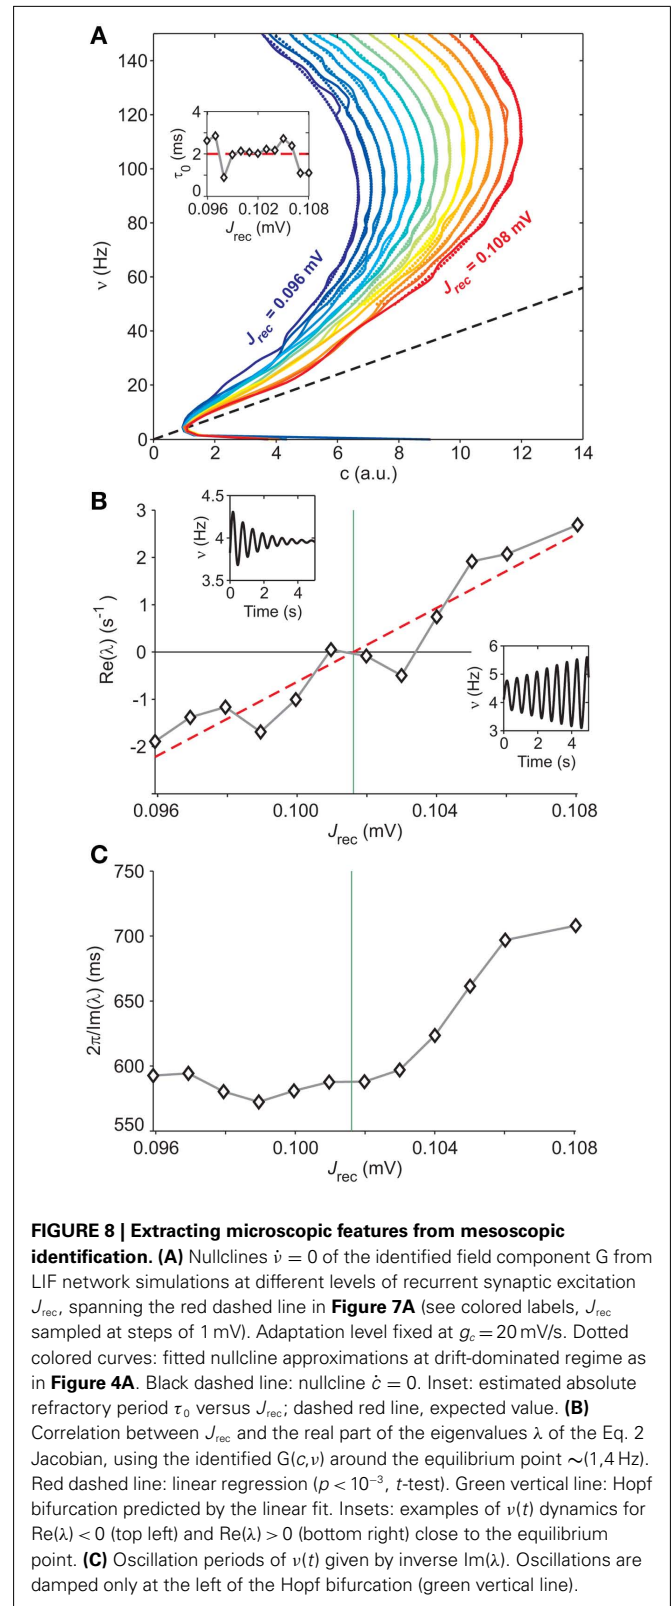 A
140
120
100
80
60
40
20
0
ν (Hz)
0 2 4 6 8 10 12 14
c (a.u.)
4
2
0
τ0 (ms)
0.096 0.102 0.108
Jrec (mV)
Jrec = 0.096 mV
Jrec = 0.108 mV
B
3
2
1
0
-1
-2
Re(λ) (s-1)
0.096 0.100 0.104 0.108
Jrec (mV)
4.5
4
3.5
ν (Hz)
0 2 4
Time (s)
6
5
4
3
ν (Hz)
0 2 4
Time (s)
C
750
700
650
600
550
2π/Im(λ) (ms)
0.096 0.100 0.104 0.108
Jrec (mV)
FIGURE 8 | Extracting microscopic features from mesoscopic
identification. (A) Nullclines ν̇ = 0 of the identified field component G from
LIF network simulations at different levels of recurrent synaptic excitation
Jrec, spanning the red dashed line in Figure 7A (see colored labels, Jrec
sampled at steps of 1 mV). Adaptation level fixed at gc = 20 mV/s. Dotted
colored curves: fitted nullcline approximations at drift-dominated regime as
in Figure 4A. Black dashed line: nullcline ċ = 0. Inset: estimated absolute
refractory period τ0 versus Jrec; dashed red line, expected value. (B)
Correlation between Jrec and the real part of the eigenvalues λ of the Eq. 2
Jacobian, using the identified G(c,ν) around the equilibrium point ∼(1,4 Hz).
Red dashed line: linear regression (p < 10−3, t-test). Green vertical line: Hopf
bifurcation predicted by the linear fit. Insets: examples of ν(t) dynamics for
Re(λ) < 0 (top left) and Re(λ) > 0 (bottom right) close to the equilibrium
point. (C) Oscillation periods of ν(t) given by inverse Im(λ). Oscillations are
damped only at the left of the Hopf bifurcation (green vertical line).